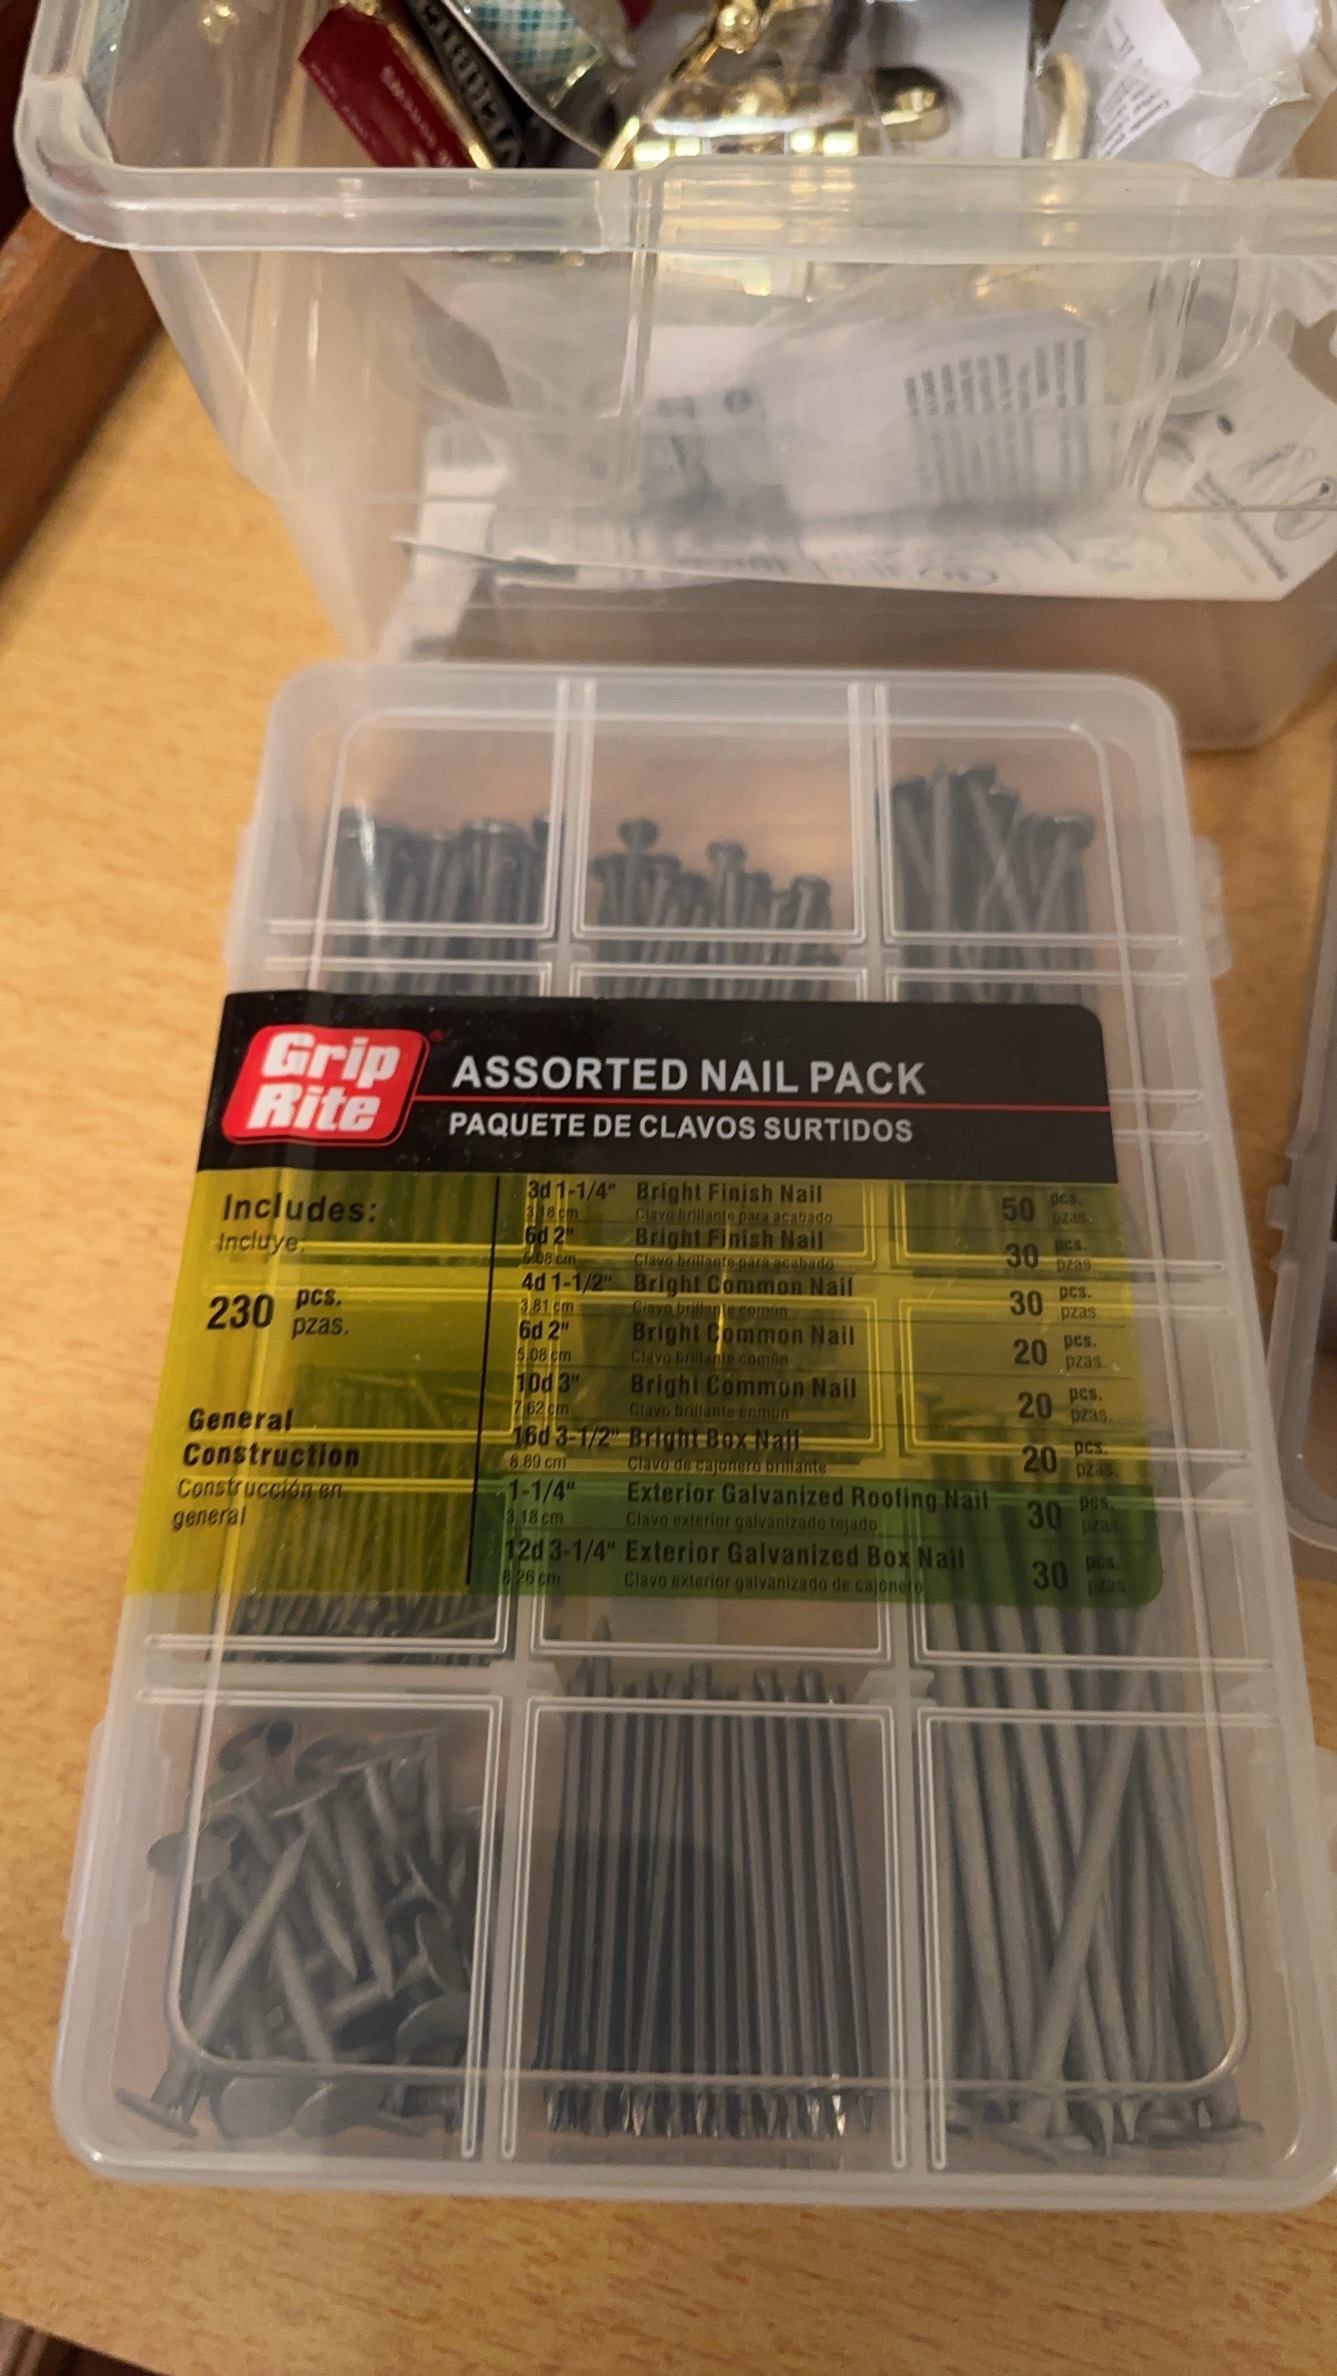 Grip
Rite®
ASSORTED NAIL PACK
PAQUETE DE CLAVOS SURTIDOS
Includes:
Incluye:
230 pcs.
pzas.
General
Construction
Construcción en
general
3d 1-1/4" Bright Finish Nail 50 pcs.
3.18 cm Clavo brillante para acabado pzas.
6d 2" Bright Finish Nail 30 pcs.
5.08 cm Clavo brillante para acabado pzas.
4d 1-1/2" Bright Common Nail 30 pcs.
3.81 cm Clavo brillante común pzas.
6d 2" Bright Common Nail 20 pcs.
5.08 cm Clavo brillante común pzas.
10d 3" Bright Common Nail 20 pcs.
7.62 cm Clavo brillante común pzas.
16d 3-1/2" Bright Box Nail 20 pcs.
8.89 cm Clavo de cajonero brillante pzas.
1-1/4" Exterior Galvanized Roofing Nail 30 pcs.
3.18 cm Clavo exterior galvanizado tejado pzas.
12d 3-1/4" Exterior Galvanized Box Nail 30 pcs.
8.26 cm Clavo exterior galvanizado de cajonero pzas.